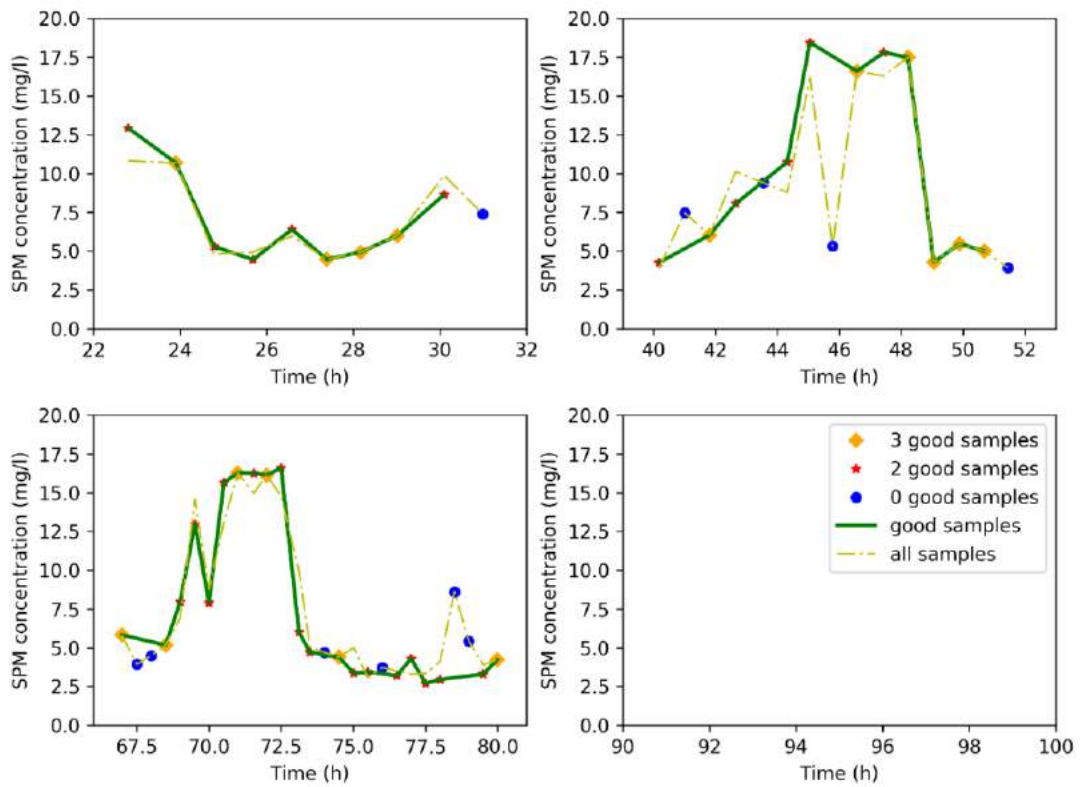 20.0
17.5
15.0
12.5
10.0
7.5
5.0
2.5
0.0
SPM concentration (mg/l)
22 24 26 28 30 32
Time (h)
20.0
17.5
15.0
12.5
10.0
7.5
5.0
2.5
0.0
SPM concentration (mg/l)
40 42 44 46 48 50 52
Time (h)
20.0
17.5
15.0
12.5
10.0
7.5
5.0
2.5
0.0
SPM concentration (mg/l)
67.5 70.0 72.5 75.0 77.5 80.0
Time (h)
20.0
17.5
15.0
12.5
10.0
7.5
5.0
2.5
0.0
SPM concentration (mg/l)
3 good samples
2 good samples
0 good samples
good samples
all samples
90 92 94 96 98 100
Time (h)